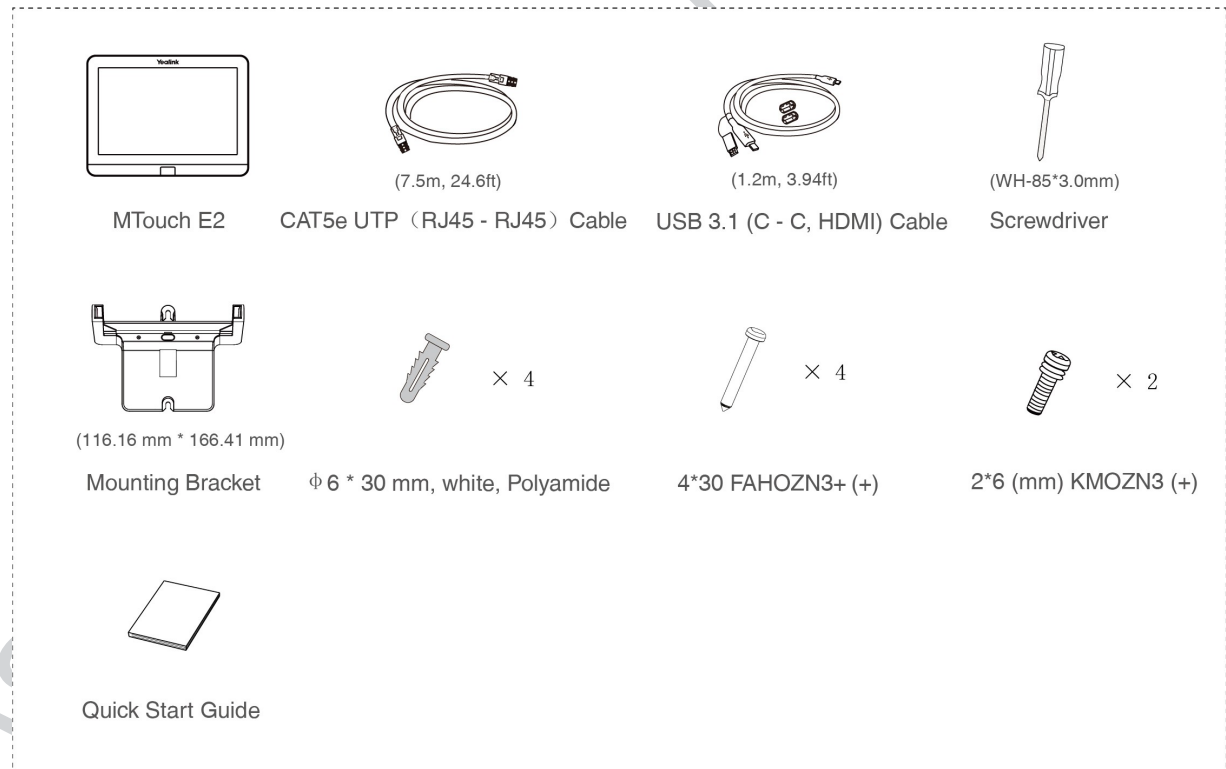 Yealink
(7.5m, 24.6ft)
(1.2m, 3.94ft)
(WH-85*3.0mm)
MTouch E2
CAT5e UTP（RJ45 - RJ45）Cable
USB 3.1 (C - C, HDMI) Cable
Screwdriver
× 4
× 4
× 2
(116.16 mm * 166.41 mm)
Mounting Bracket
ф6 * 30 mm, white, Polyamide
4*30 FAHOZN3+ (+)
2*6 (mm) KMOZN3 (+)
Quick Start Guide